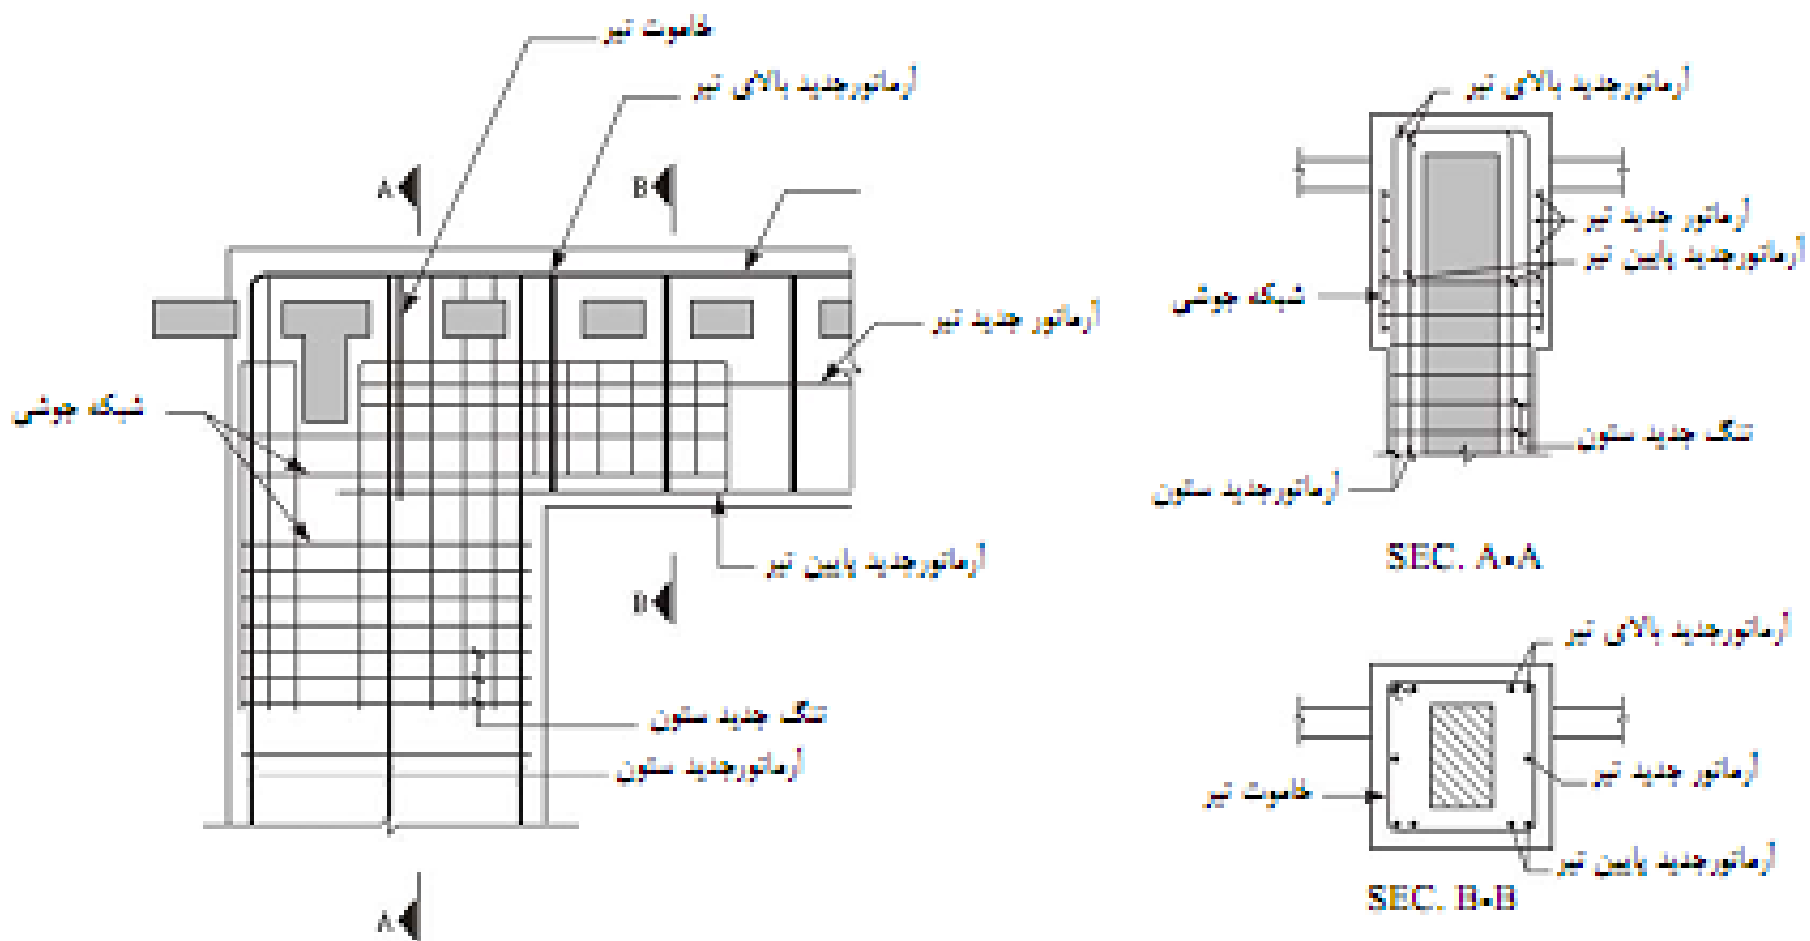 خاموت تیر
آرماتورجدید بالای تیر
A
B
آرماتور جدید تیر
شبکه جوشی
آرماتورجدید پایین تیر
B
تنگ جدید ستون
آرماتورجدید ستون
A
آرماتورجدید بالای تیر
آرماتور جدید تیر
آرماتورجدید پایین تیر
شبکه جوشی
تنگ جدید ستون
آرماتورجدید ستون
SEC. A-A
آرماتورجدید بالای تیر
آرماتور جدید تیر
خاموت تیر
آرماتورجدید پایین تیر
SEC. B-B